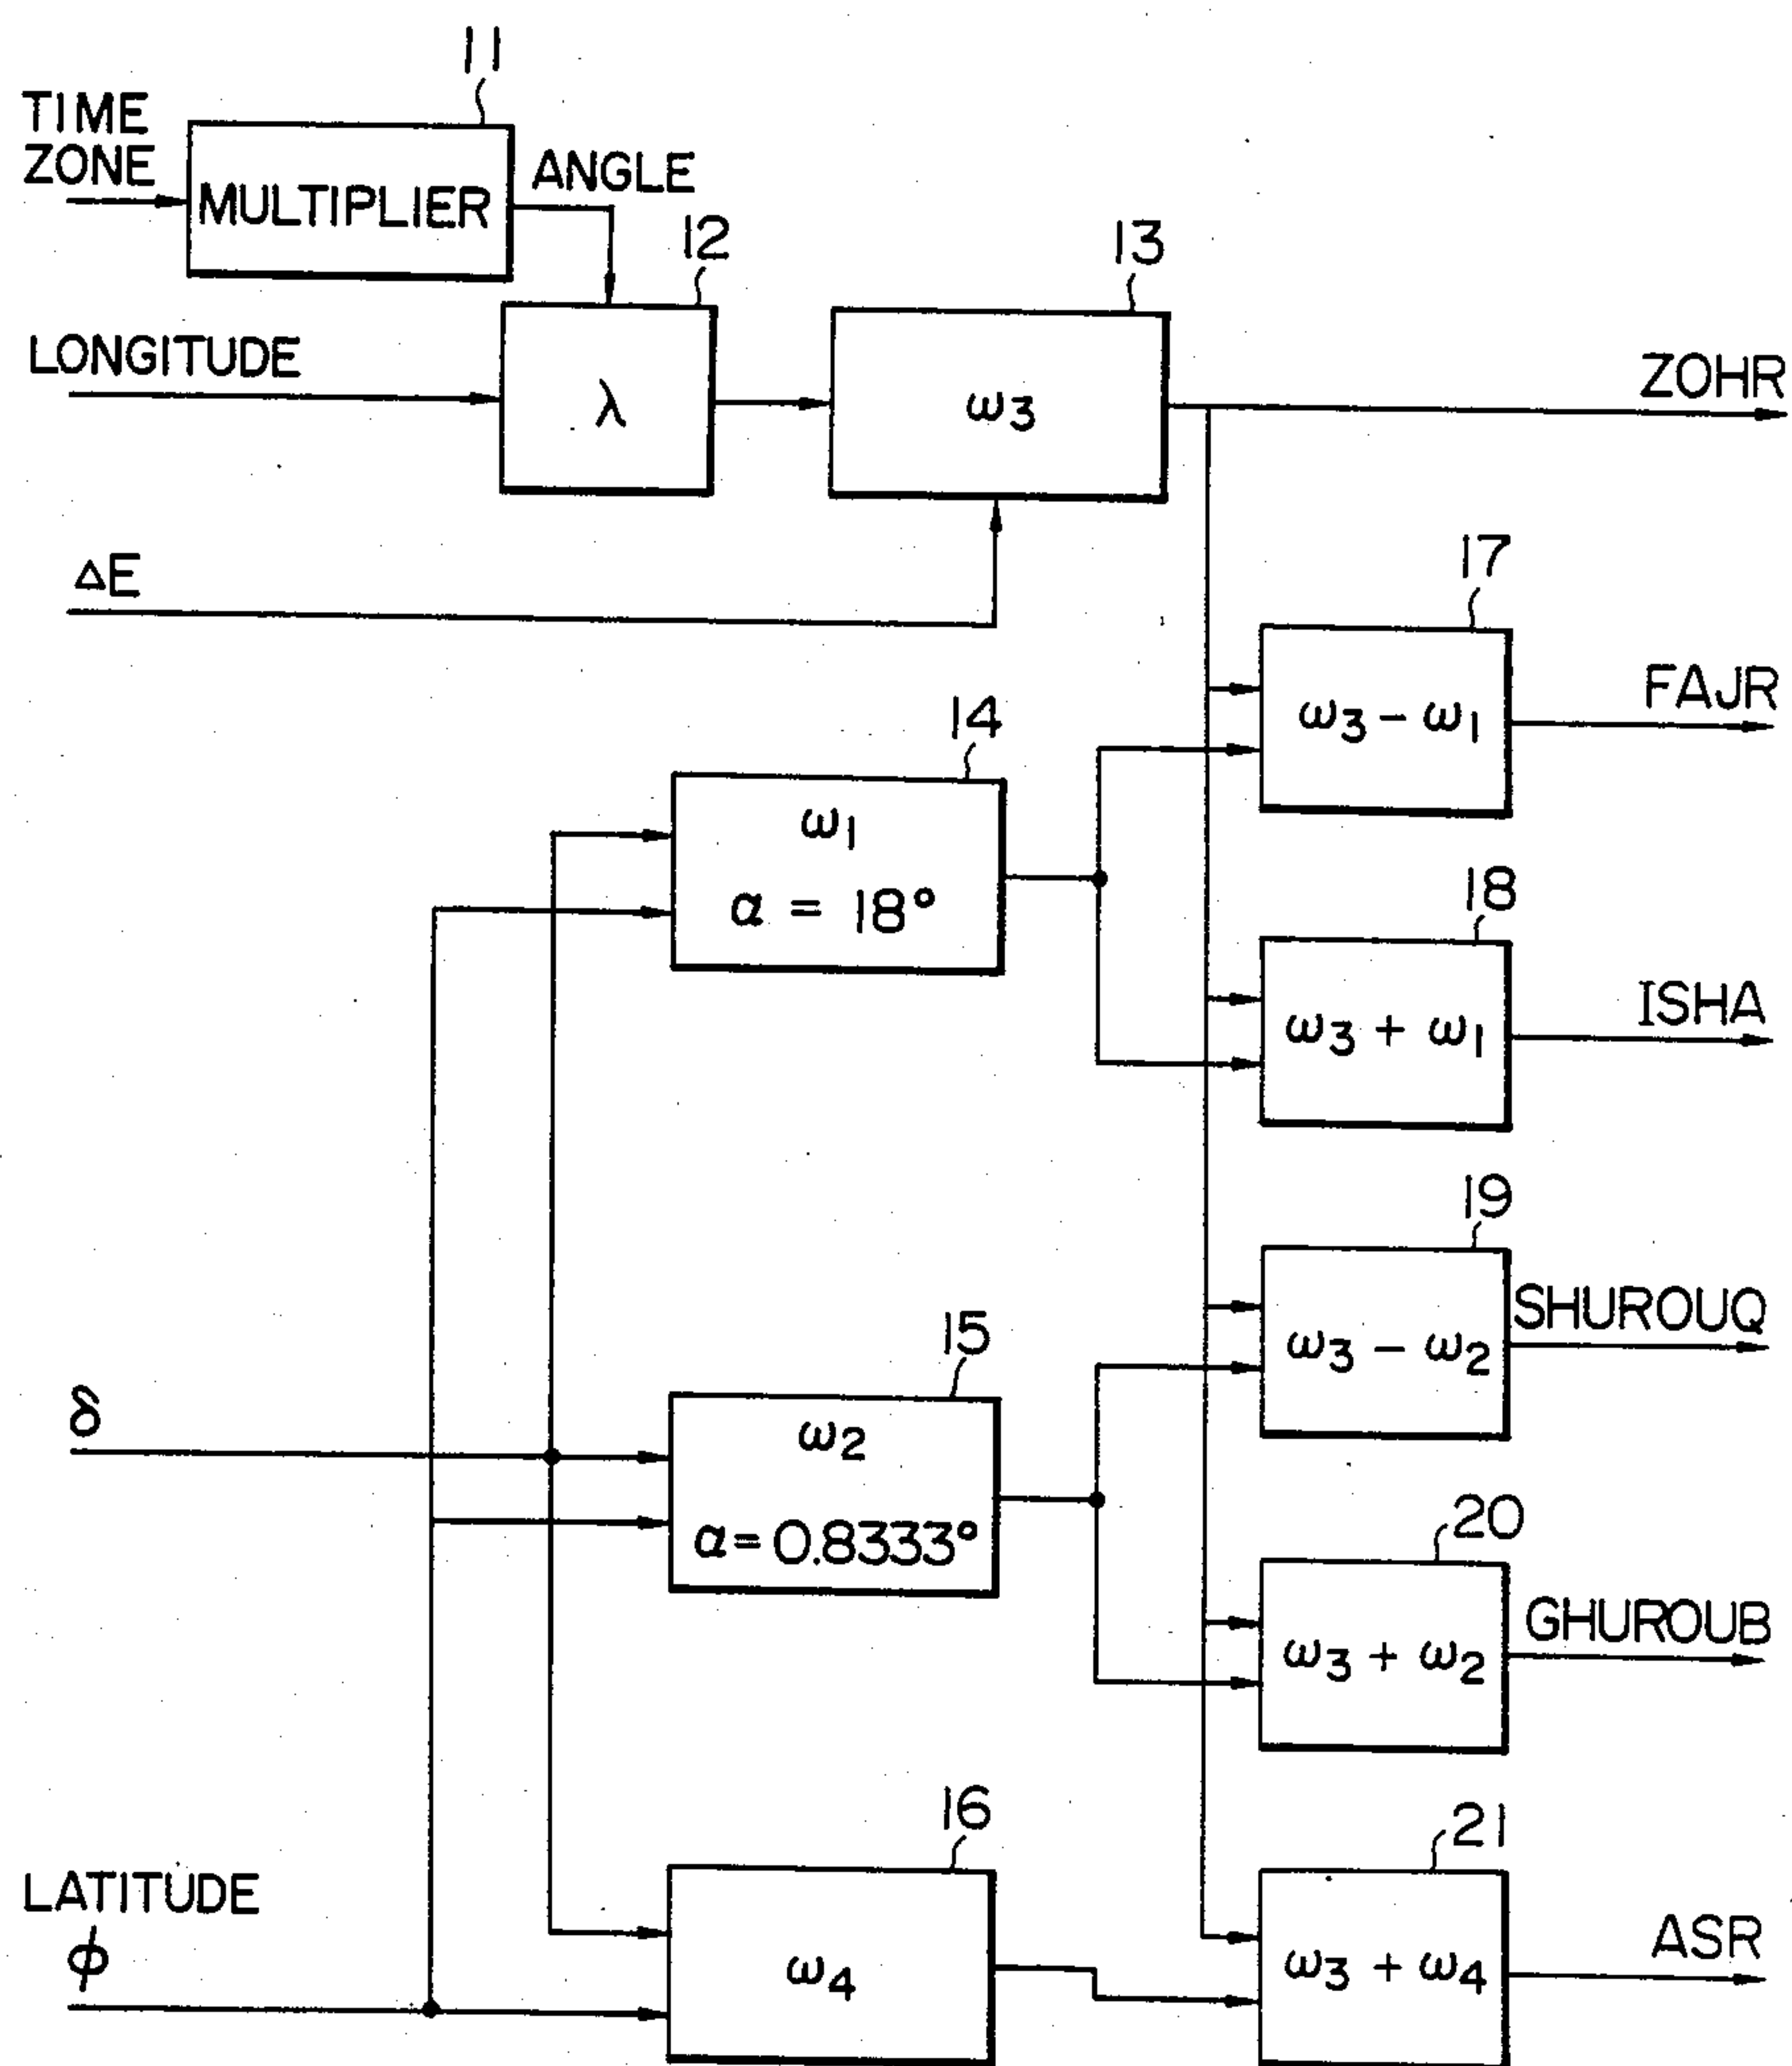 11
TIME
ZONE
MULTIPLIER
ANGLE
12
13
LONGITUDE
λ
ω3
ZOHR
ΔE
17
ω3 - ω1
FAJR
14
ω1
α = 18°
18
ω3 + ω1
ISHA
19
ω3 - ω2
SHUROUQ
15
δ
ω2
α = 0.8333°
20
ω3 + ω2
GHUROUB
16
21
LATITUDE
φ
ω4
ω3 + ω4
ASR